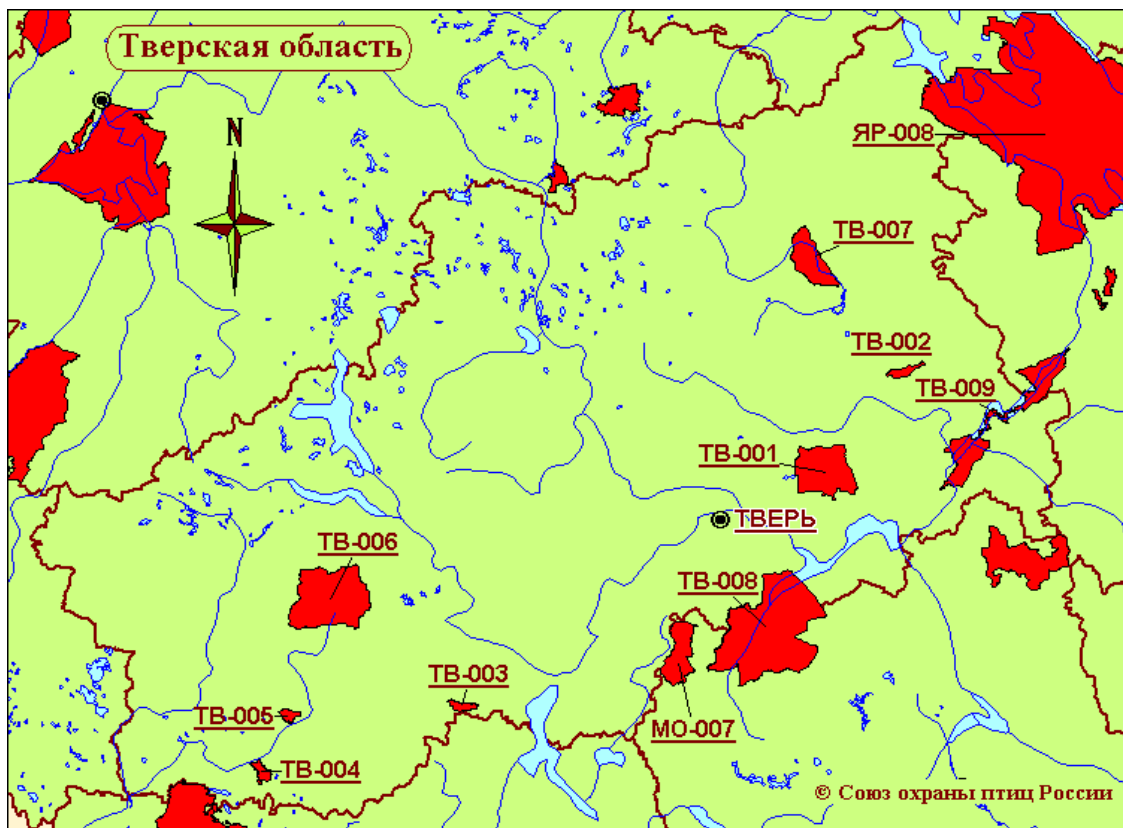 Тверская область
N
ЯР-008
ТВ-007
ТВ-002
ТВ-009
ТВ-001
ТВЕРЬ
ТВ-006
ТВ-008
ТВ-003
ТВ-005
МО-007
ТВ-004
© Союз охраны птиц России